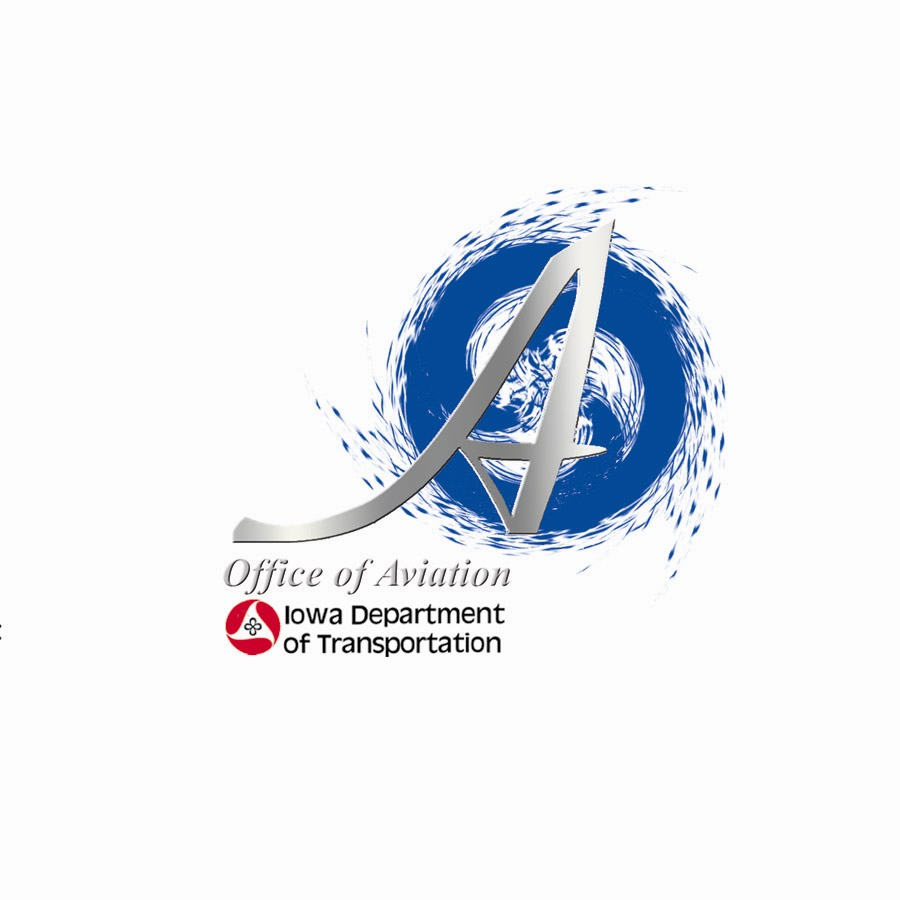 A
Office of Aviation
Iowa Department
of Transportation